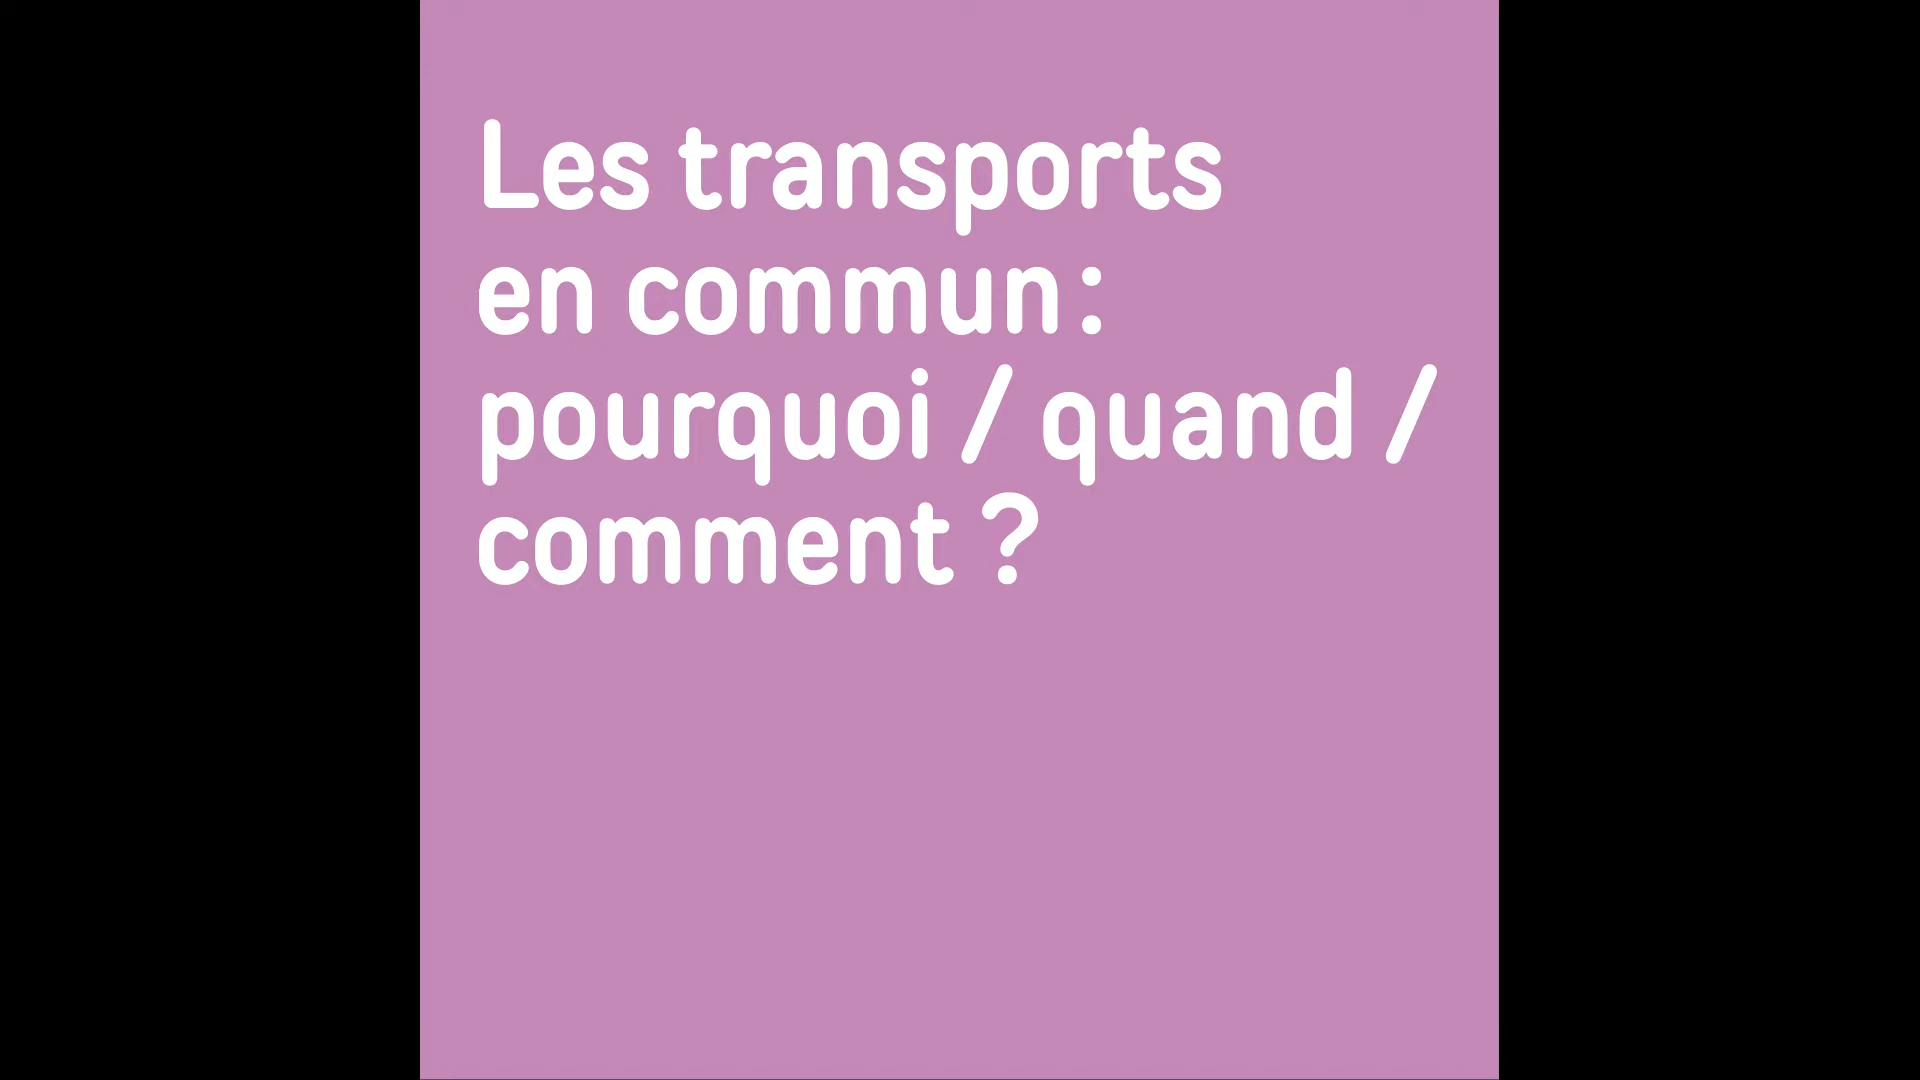 Les transports
en commun :
pourquoi / quand /
comment ?